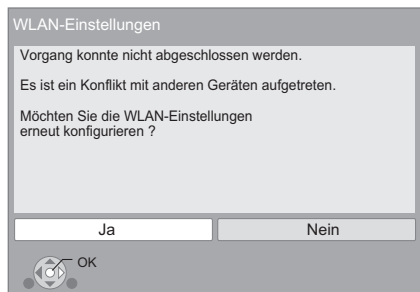 WLAN-Einstellungen
Vorgang konnte nicht abgeschlossen werden.
Es ist ein Konflikt mit anderen Geräten aufgetreten.
Möchten Sie die WLAN-Einstellungen
erneut konfigurieren ?
Ja
Nein
OK